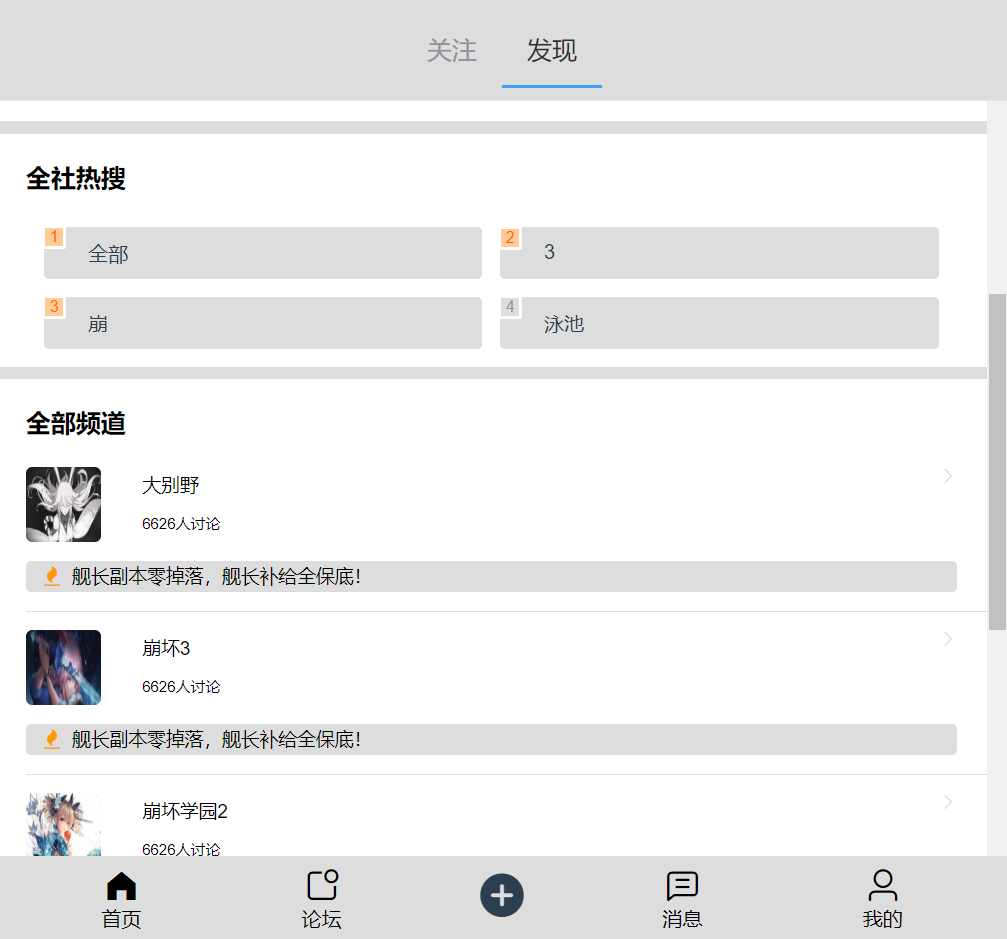 关注 发现
全社热搜
1 全部 2 3
3 崩 4 泳池
全部频道
大别野
6626人讨论
舰长副本零掉落，舰长补给全保底！
崩坏3
6626人讨论
舰长副本零掉落，舰长补给全保底！
崩坏学园2
6626人讨论
首页 论坛 消息 我的